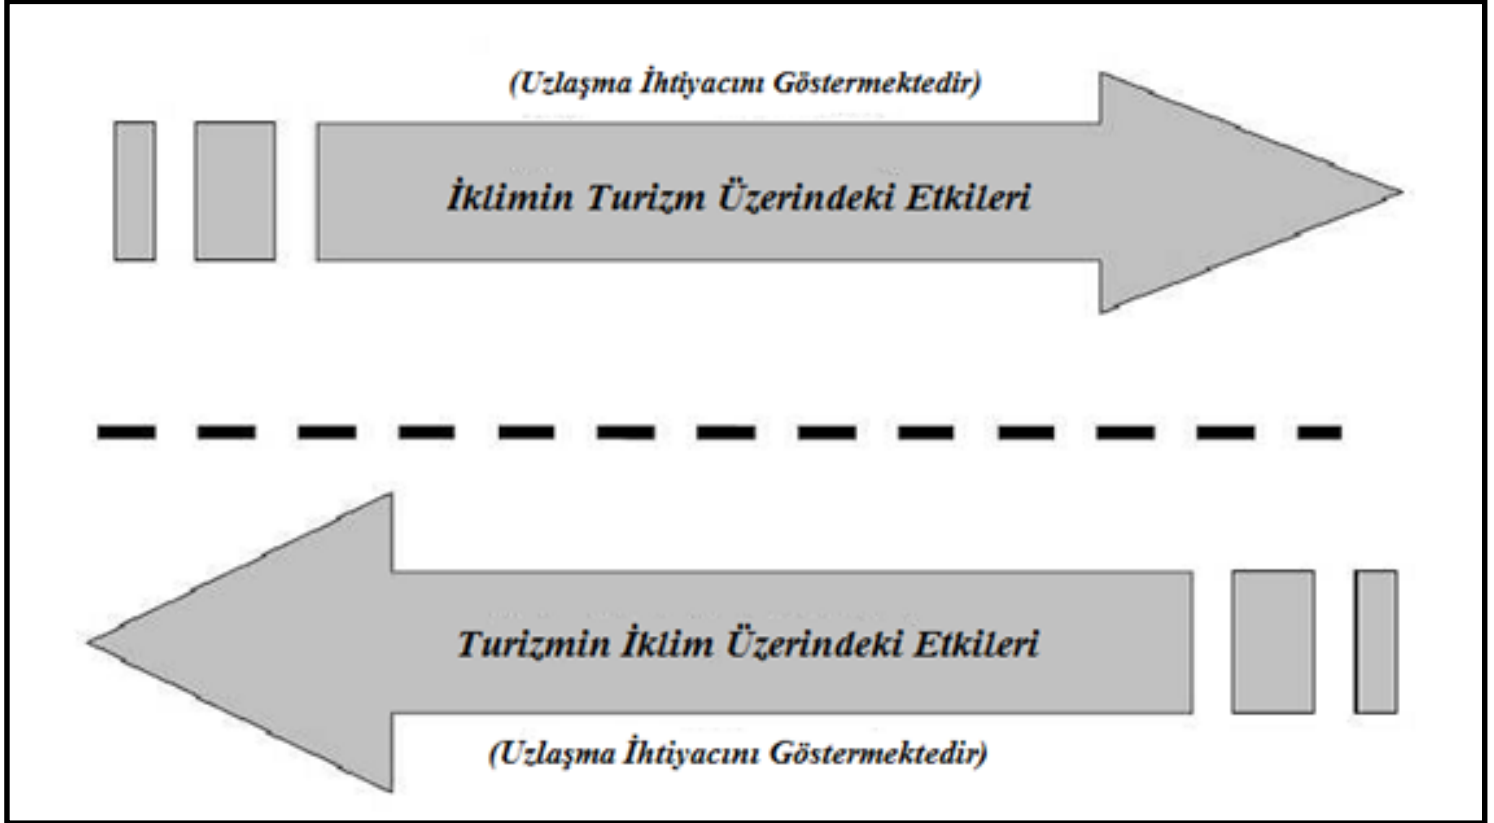 (Uzlaşma İhtiyacını Göstermektedir)
İklimin Turizm Üzerindeki Etkileri
Turizmin İklim Üzerindeki Etkileri
(Uzlaşma İhtiyacını Göstermektedir)